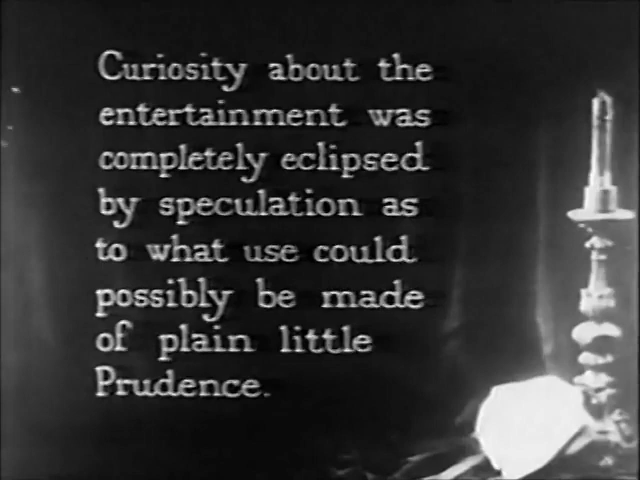 Curiosity about the
entertainment was
completely eclipsed
by speculation as
to what use could
possibly be made
of plain little
Prudence.